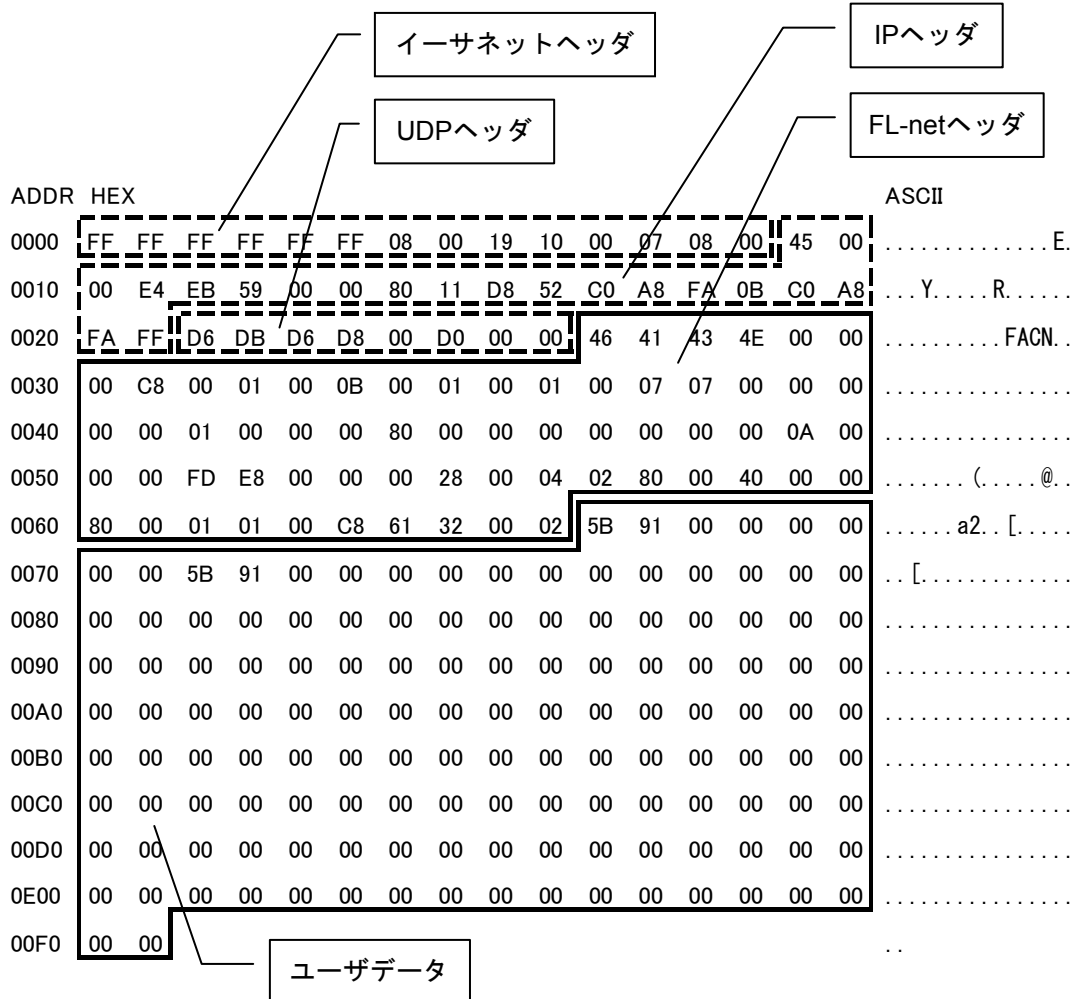 イーサネットヘッダ
IPヘッダ
UDPヘッダ
FL-netヘッダ
ADDR HEX ASCII
0000 FF FF FF FF FF FF 08 00 19 10 00 07 08 00 45 00 ..............E.
0010 00 E4 EB 59 00 00 80 11 D8 52 C0 A8 FA 0B C0 A8 ...Y.....R......
0020 FA FF D6 DB D6 D8 00 D0 00 00 46 41 43 4E 00 00 ..........FACN..
0030 00 C8 00 01 00 0B 00 01 00 01 00 07 07 00 00 00 ................
0040 00 00 01 00 00 00 80 00 00 00 00 00 00 00 0A 00 ................
0050 00 00 FD E8 00 00 00 28 00 04 02 80 00 40 00 00 .......(.....@..
0060 80 00 01 01 00 C8 61 32 00 02 5B 91 00 00 00 00 ......a2..[.....
0070 00 00 5B 91 00 00 00 00 00 00 00 00 00 00 00 00 ..[.............
0080 00 00 00 00 00 00 00 00 00 00 00 00 00 00 00 00 ................
0090 00 00 00 00 00 00 00 00 00 00 00 00 00 00 00 00 ................
00A0 00 00 00 00 00 00 00 00 00 00 00 00 00 00 00 00 ................
00B0 00 00 00 00 00 00 00 00 00 00 00 00 00 00 00 00 ................
00C0 00 00 00 00 00 00 00 00 00 00 00 00 00 00 00 00 ................
00D0 00 00 00 00 00 00 00 00 00 00 00 00 00 00 00 00 ................
0E00 00 00 00 00 00 00 00 00 00 00 00 00 00 00 00 00 ................
00F0 00 00 ..
ユーザデータ